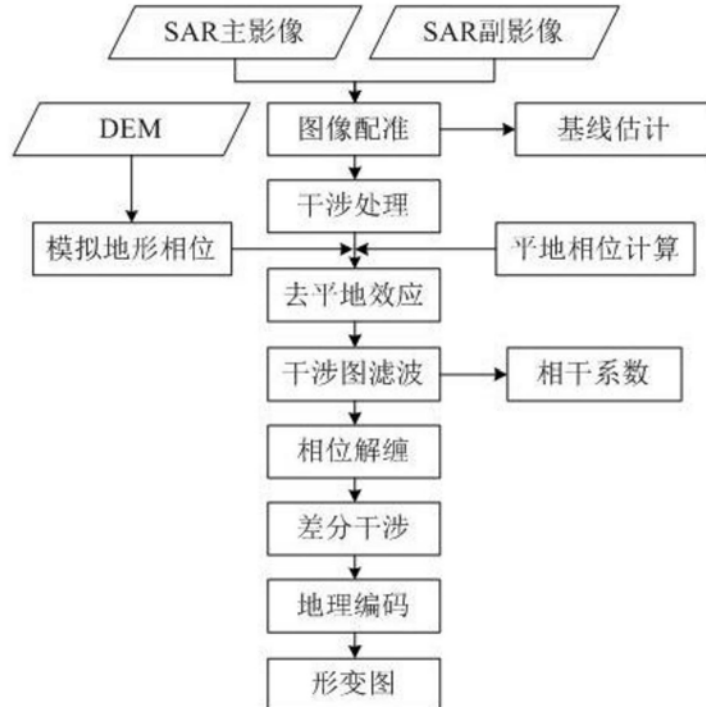 SAR主影像
SAR副影像
DEM
图像配准
基线估计
干涉处理
模拟地形相位
平地相位计算
去平地效应
干涉图滤波
相干系数
相位解缠
差分干涉
地理编码
形变图